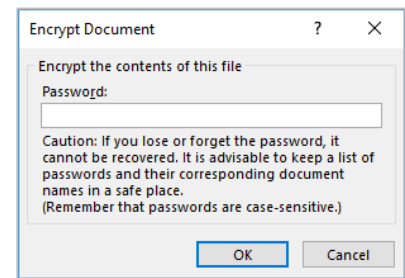 Encrypt Document ? ×
Encrypt the contents of this file
Password:
Caution: If you lose or forget the password, it
cannot be recovered. It is advisable to keep a list of
passwords and their corresponding document
names in a safe place.
(Remember that passwords are case-sensitive.)
OK Cancel